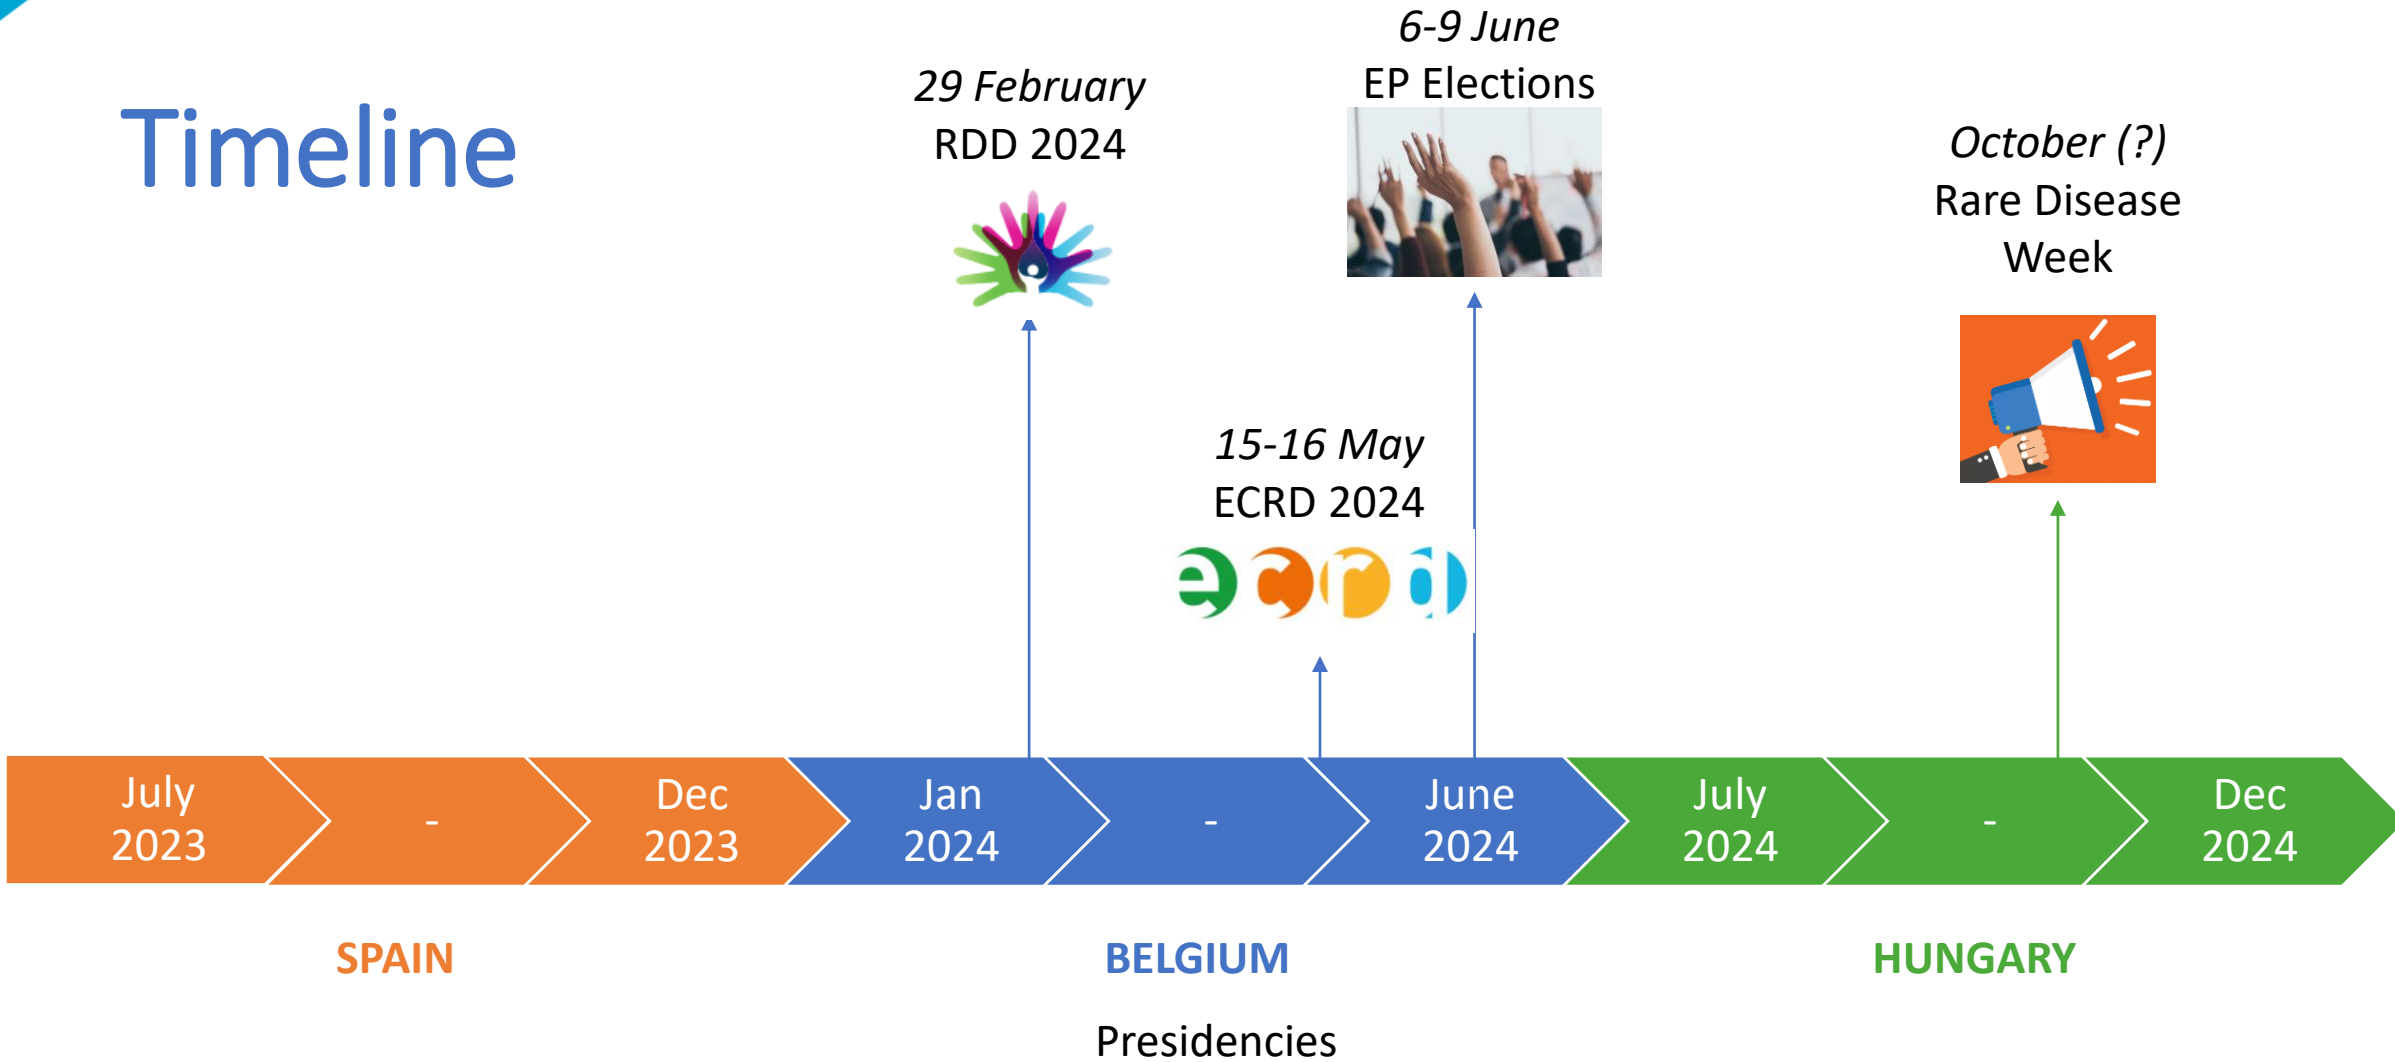 Timeline
29 February
RDD 2024
6-9 June
EP Elections
October (?)
Rare Disease
Week
15-16 May
ECRD 2024
ecrd
July
2023
-
Dec
2023
Jan
2024
-
June
2024
July
2024
-
Dec
2024
SPAIN
BELGIUM
HUNGARY
Presidencies